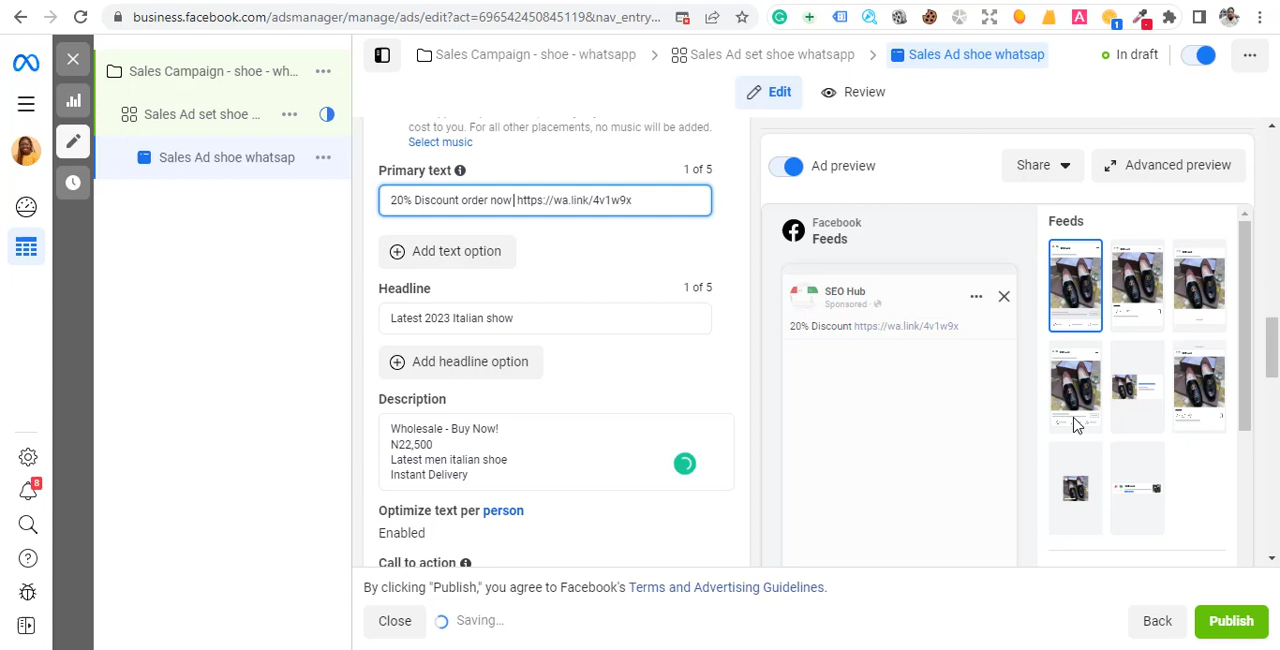 business.facebook.com/adsmanager/manage/ads/edit?act=696542450845119&nav_entry...
1
Sales Campaign - shoe - wh...
Sales Ad set shoe ...
Sales Ad shoe whatsap
8
Sales Campaign - shoe - whatsapp
Sales Ad set shoe whatsapp
Sales Ad shoe whatsap
In draft
Edit
Review
cost to you. For all other placements, no music will be added.
Select music
Primary text
1 of 5
20% Discount order now https://wa.link/4v1w9x
Add text option
Headline
1 of 5
Latest 2023 Italian show
Add headline option
Description
Wholesale - Buy Now!
N22,500
Latest men italian shoe
Instant Delivery
Optimize text per person
Enabled
Call to action
Ad preview
Share
Advanced preview
Facebook
Feeds
SEO Hub
Sponsored
20% Discount https://wa.link/4v1w9x
Feeds
By clicking "Publish," you agree to Facebook's Terms and Advertising Guidelines.
Close
Saving...
Back
Publish